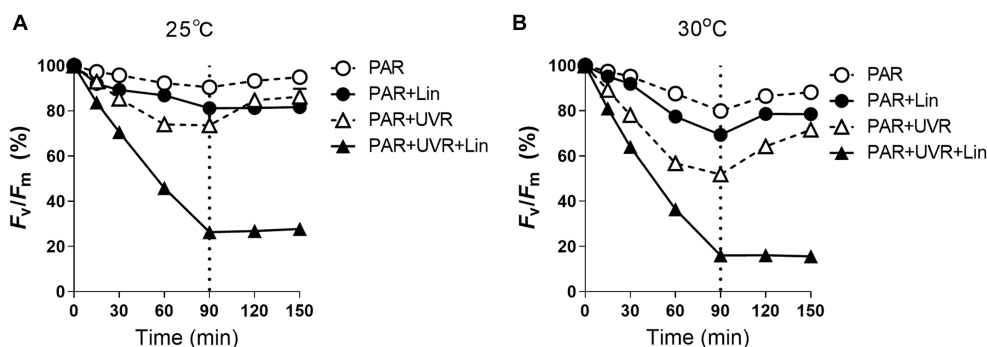 A
25°C
100
80
60
40
20
0
0 30 60 90 120 150
Time (min)
Fv/Fm (%)
PAR
PAR+Lin
PAR+UVR
PAR+UVR+Lin
B
30°C
100
80
60
40
20
0
0 30 60 90 120 150
Time (min)
Fv/Fm (%)
PAR
PAR+Lin
PAR+UVR
PAR+UVR+Lin